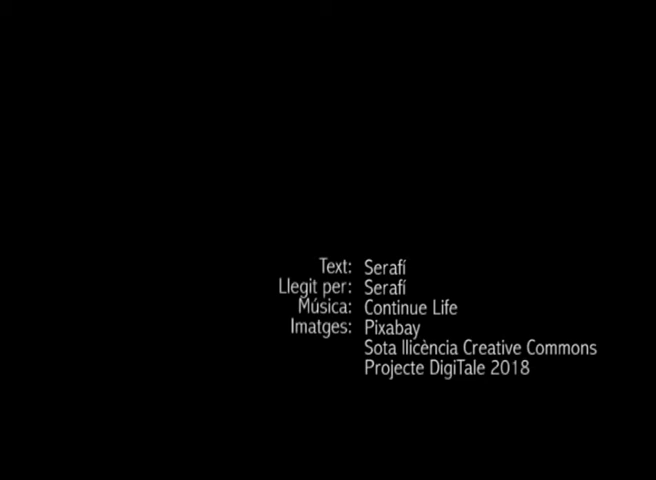 Text: Serafí
Llegit per: Serafí
Música: Continue Life
Imatges: Pixabay
Sota llicència Creative Commons
Projecte DigiTale 2018